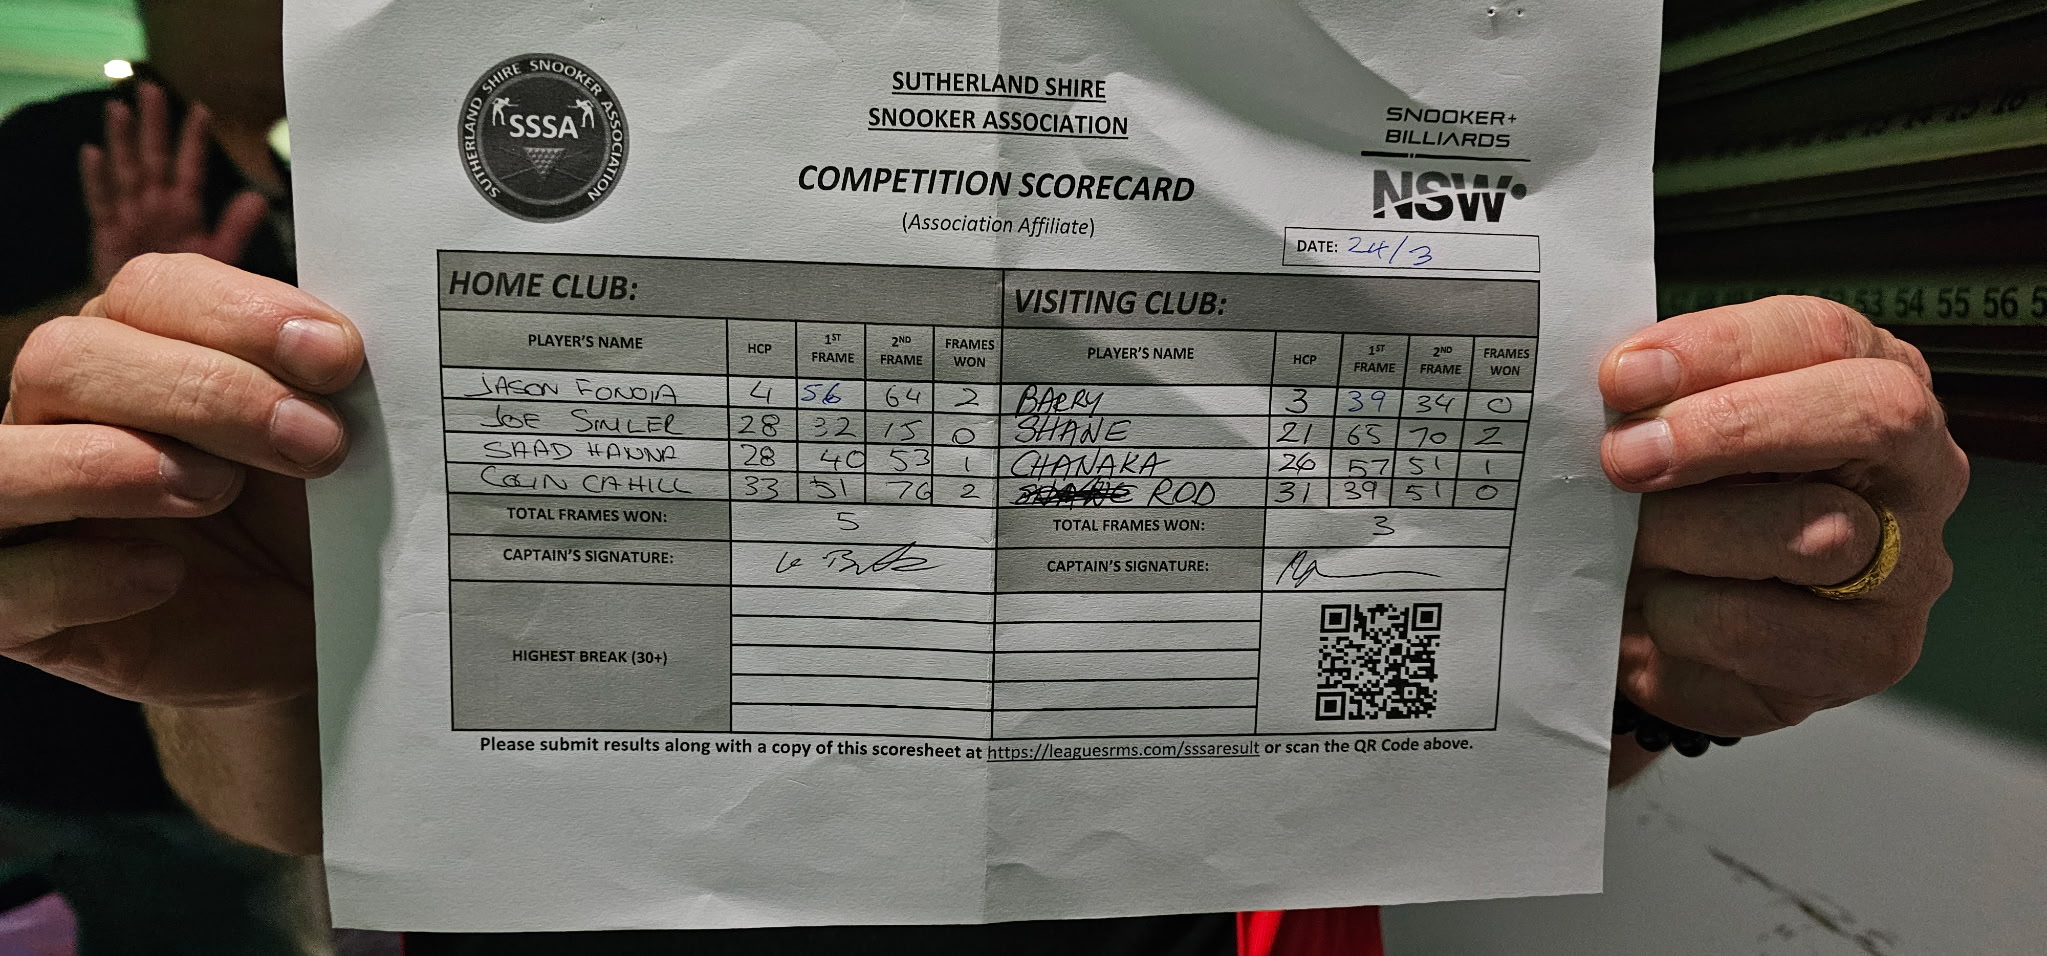 SUTHERLAND SHIRE SNOOKER ASSOCIATION
SSSA
SUTHERLAND SHIRE
SNOOKER ASSOCIATION
COMPETITION SCORECARD
(Association Affiliate)
SNOOKER+
BILLIARDS
NSW
DATE: 24/3
HOME CLUB: VISITING CLUB:
PLAYER'S NAME HCP 1ST FRAME 2ND FRAME FRAMES WON PLAYER'S NAME HCP 1ST FRAME 2ND FRAME FRAMES WON
JASON FONOIA 4 56 64 2 BARRY 3 39 34 0
JOE SIMLER 28 32 15 0 SHANE 21 65 70 2
SAAD HANNA 28 40 53 1 CHANAKA 26 57 51 1
COLIN CAHILL 33 51 76 2 ROD 31 39 51 0
TOTAL FRAMES WON: 5 TOTAL FRAMES WON: 3
CAPTAIN'S SIGNATURE: CAPTAIN'S SIGNATURE:
HIGHEST BREAK (30+)
Please submit results along with a copy of this scoresheet at https://leaguesrms.com/sssaresult or scan the QR Code above.
53 54 55 56